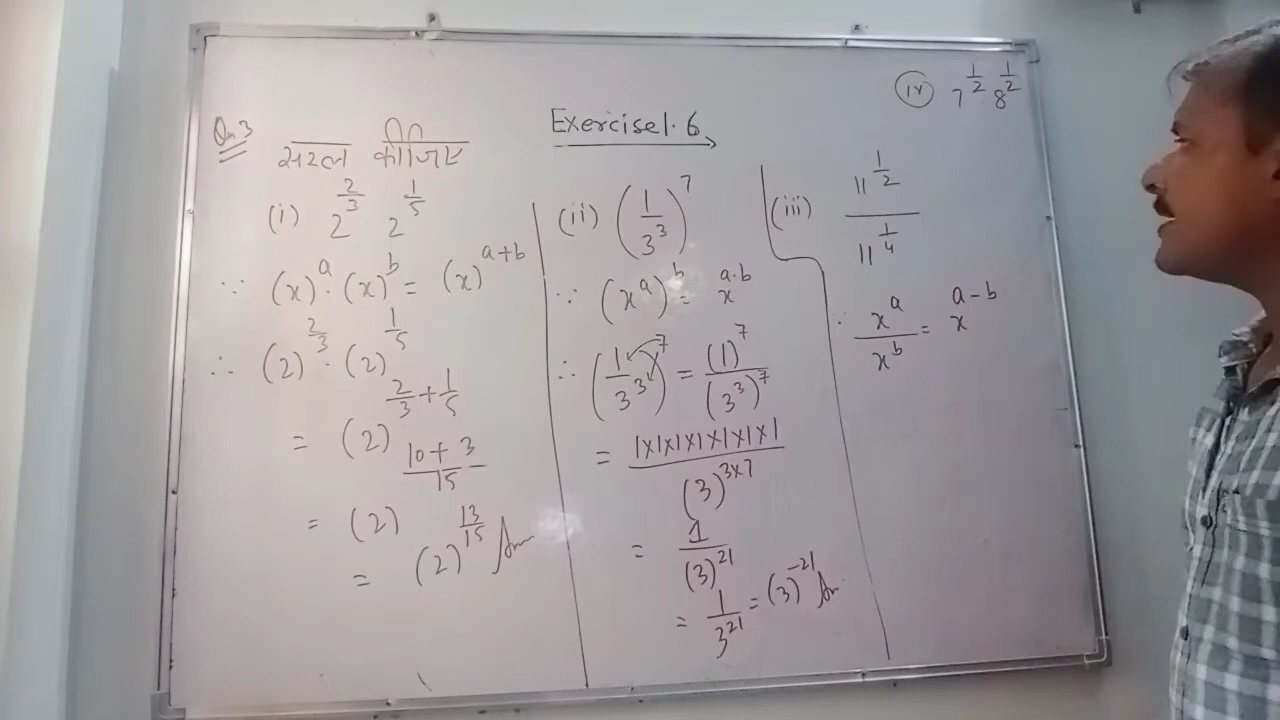 Exercise 1.6
Qn 3 सरल कीजिए
(i) 2^{2/3} 2^{1/5}
∵ (x)^a · (x)^b = (x)^{a+b}
∴ (2)^{2/3} · (2)^{1/5}
= (2)^{2/3 + 1/5}
= (2)^{(10+3)/15}
= (2)^{13/15} Ans
(ii) (1/3^3)^7
∵ (x^a)^b = x^{a·b}
∴ (1/3^3)^7 = (1)^7/(3^3)^7
= 1×1×1×1×1×1×1/(3)^{3×7}
= 1/(3)^{21}
= 1/3^{21} = (3)^{-21} An
(iii) 11^{1/2}/11^{1/4}
∵ x^a/x^b = x^{a-b}
(iv) 7^{1/2} 8^{1/2}